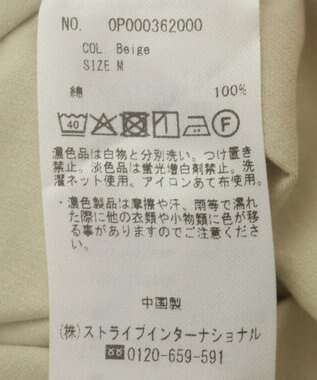 NO. OP000362000
COL Beige
SIZE M
綿 100%
40 F
濃色品は白物と分別洗い。つけ置き
禁止。淡色品は蛍光増白剤禁止。洗
濯ネット使用。アイロンあて布使用。
・濃色製品は摩擦や汗、雨等で濡れ
た際に他の衣類や小物類に色が移
る事がありますのでご注意くださ
い。
中国製
(株)ストライプインターナショナル
0120-659-591